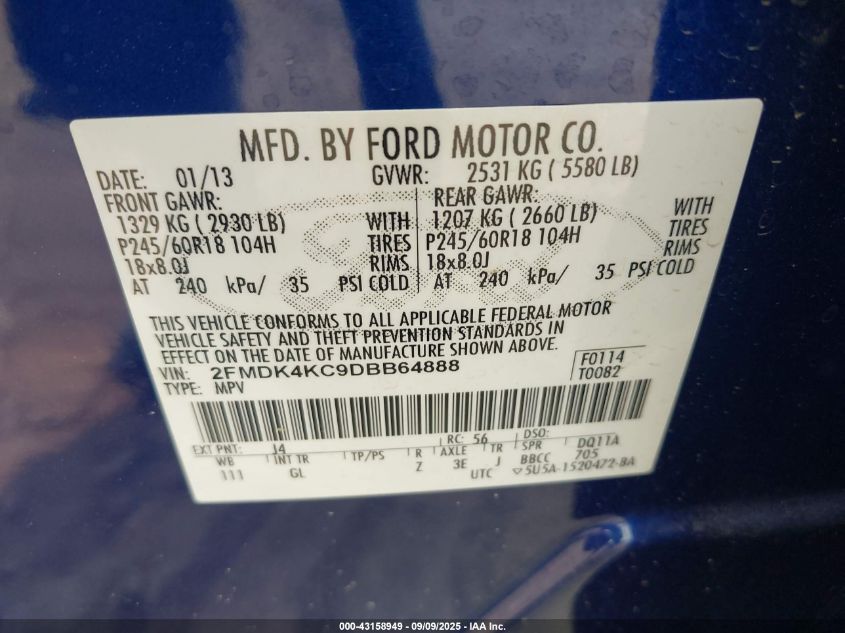 MFD. BY FORD MOTOR CO.
DATE: 01/13 GVWR: 2531 KG ( 5580 LB)
FRONT GAWR: REAR GAWR:
1329 KG ( 2930 LB) WITH 1207 KG ( 2660 LB) WITH
P245/60R18 104H TIRES P245/60R18 104H TIRES
18x8.0J RIMS 18x8.0J RIMS
AT 240 kPa/ 35 PSI COLD AT 240 kPa/ 35 PSI COLD
THIS VEHICLE CONFORMS TO ALL APPLICABLE FEDERAL MOTOR
VEHICLE SAFETY AND THEFT PREVENTION STANDARDS IN
EFFECT ON THE DATE OF MANUFACTURE SHOWN ABOVE.
VIN: 2FMDK4KC9DBB64888 F0114
TYPE: MPV T0082
EXT PNT: J4 RC: 56 DSO: DQ11A
WB INT TR TP/PS R AXLE TR SPR 705
111 GL Z 3E J BBCC
UTC 5U5A-1520472-BA
000-43158949 - 09/09/2025 - IAA Inc.